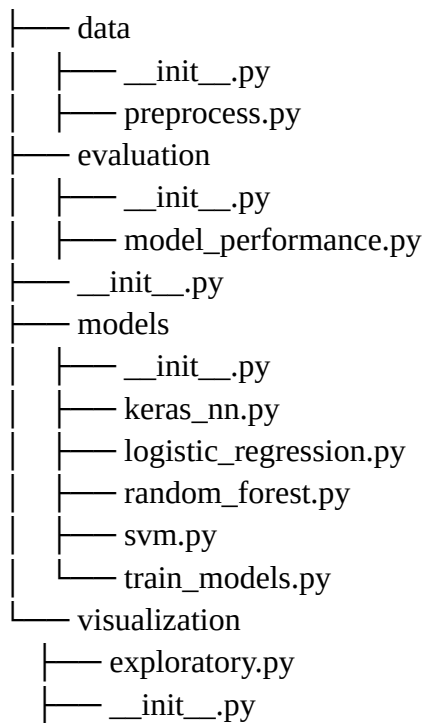 ├── data
│   ├── __init__.py
│   ├── preprocess.py
├── evaluation
│   ├── __init__.py
│   ├── model_performance.py
├── __init__.py
├── models
│   ├── __init__.py
│   ├── keras_nn.py
│   ├── logistic_regression.py
│   ├── random_forest.py
│   ├── svm.py
│   └── train_models.py
└── visualization
    ├── exploratory.py
    ├── __init__.py